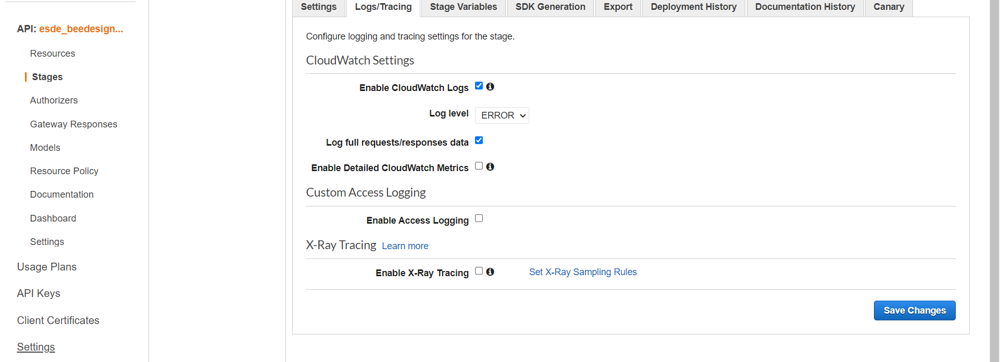 API: esde_beedesign...
Resources
Stages
Authorizers
Gateway Responses
Models
Resource Policy
Documentation
Dashboard
Settings
Usage Plans
API Keys
Client Certificates
Settings
Settings Logs/Tracing Stage Variables SDK Generation Export Deployment History Documentation History Canary
Configure logging and tracing settings for the stage.
CloudWatch Settings
Enable CloudWatch Logs
Log level ERROR
Log full requests/responses data
Enable Detailed CloudWatch Metrics
Custom Access Logging
Enable Access Logging
X-Ray Tracing Learn more
Enable X-Ray Tracing Set X-Ray Sampling Rules
Save Changes